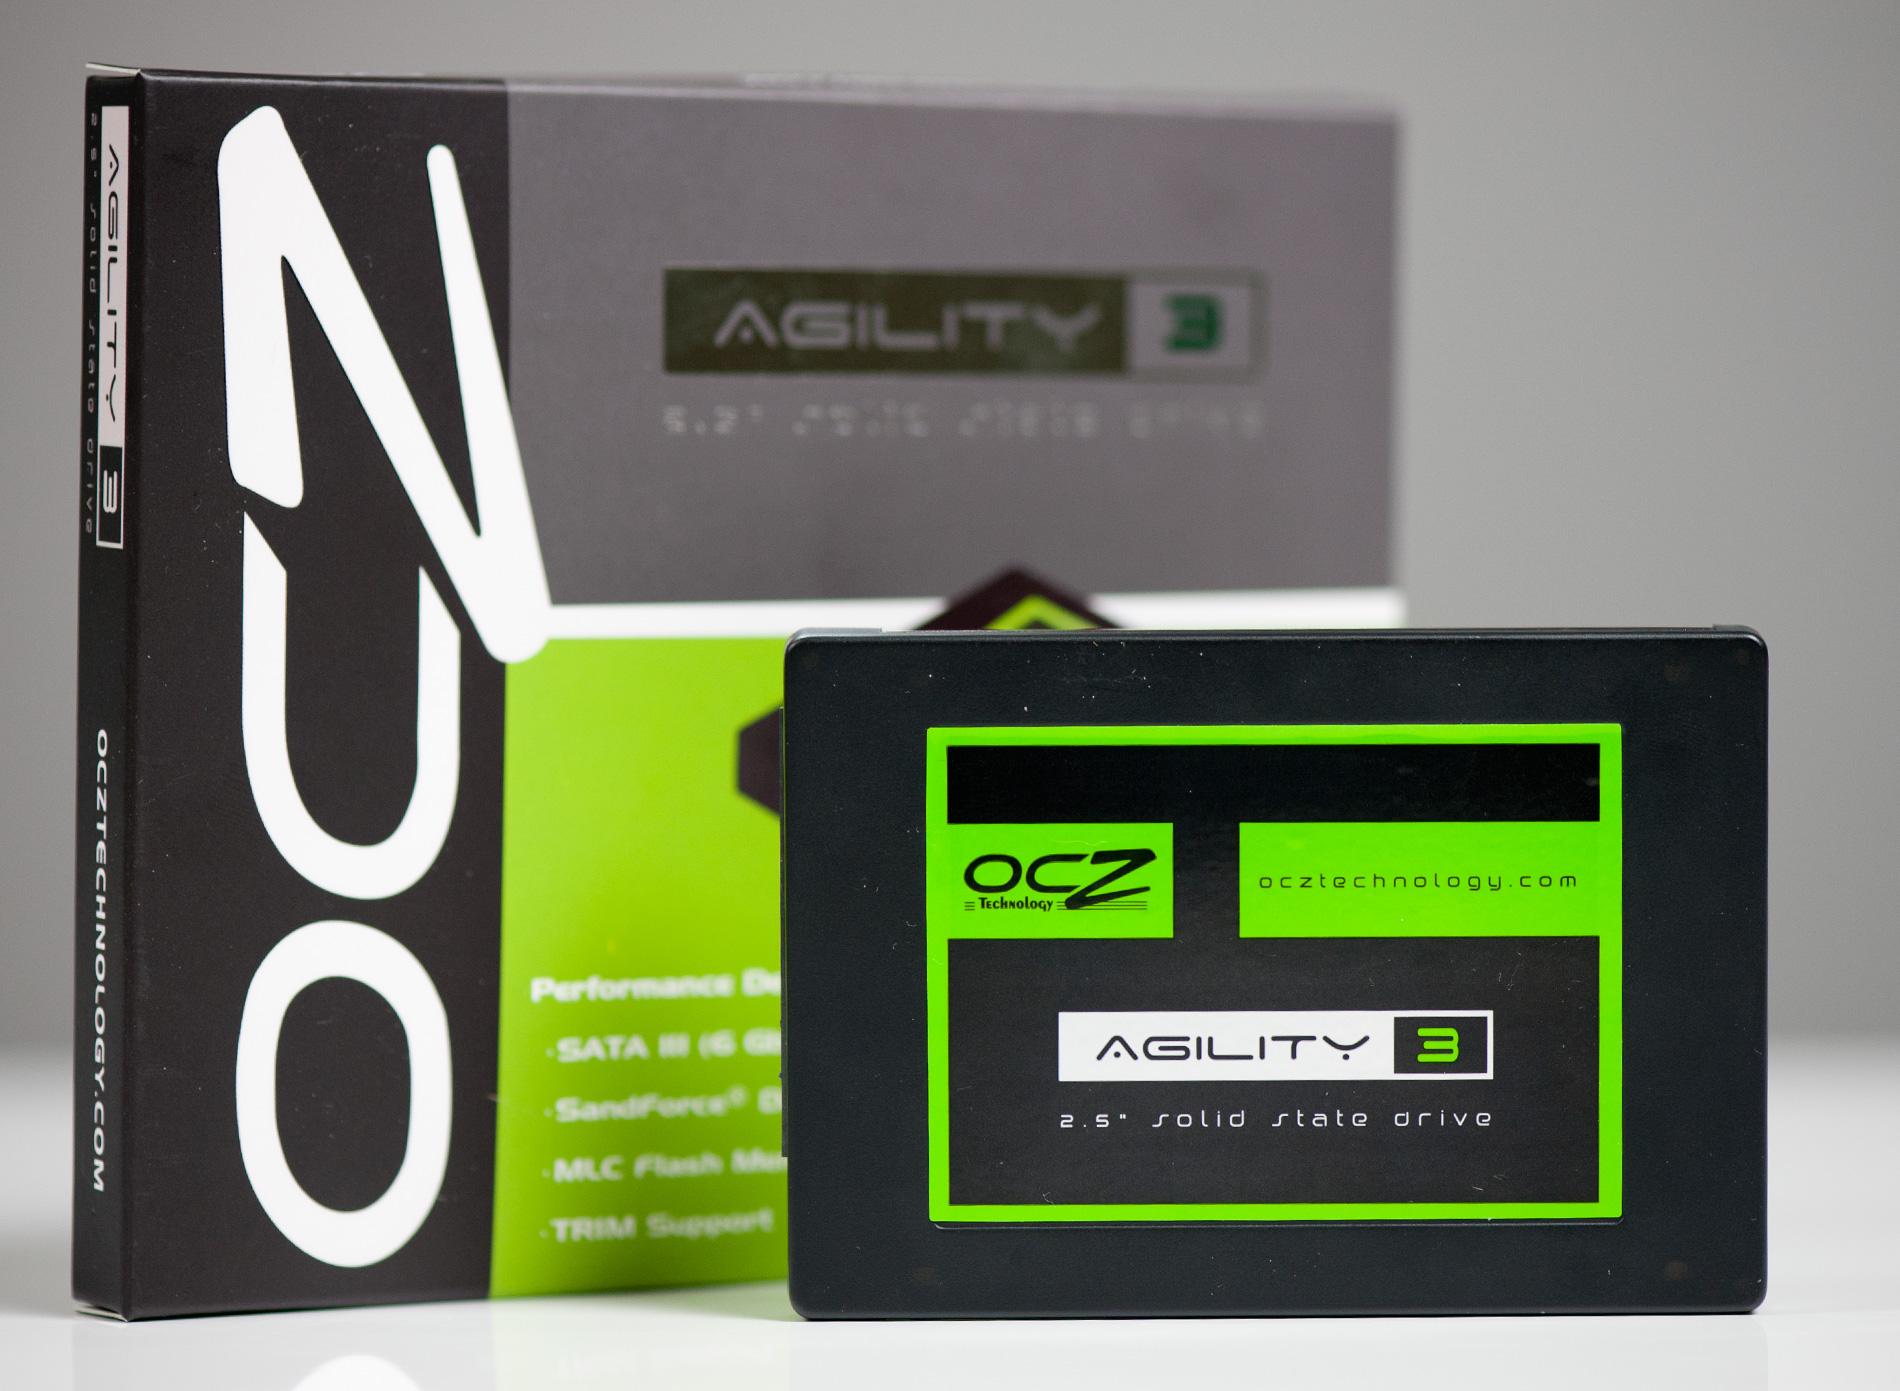 AGILITY 3
2.5" solid state drive
OCZTECHNOLOGY.COM
OCZ
AGILITY 3
Performance
·SATA III (6
·SandForce®
·MLC Flash
·TRIM Support
OCZ
Technology
ocztechnology.com
AGILITY 3
2.5" solid state drive